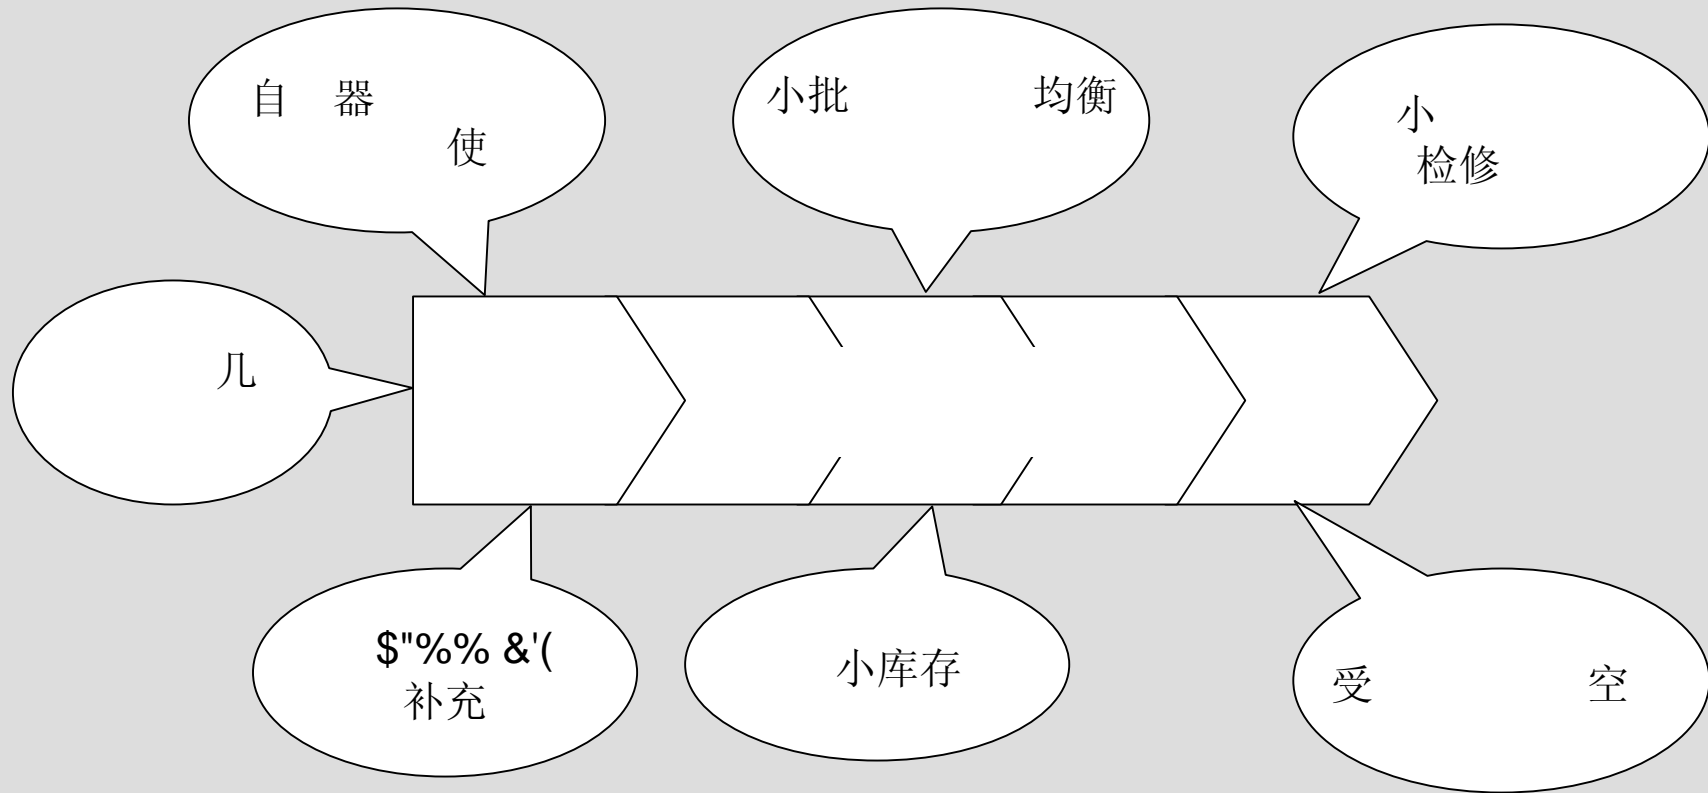 自 器
使
小批 均衡
小
检修
几
$"%% &'(
补充
小库存
受 空